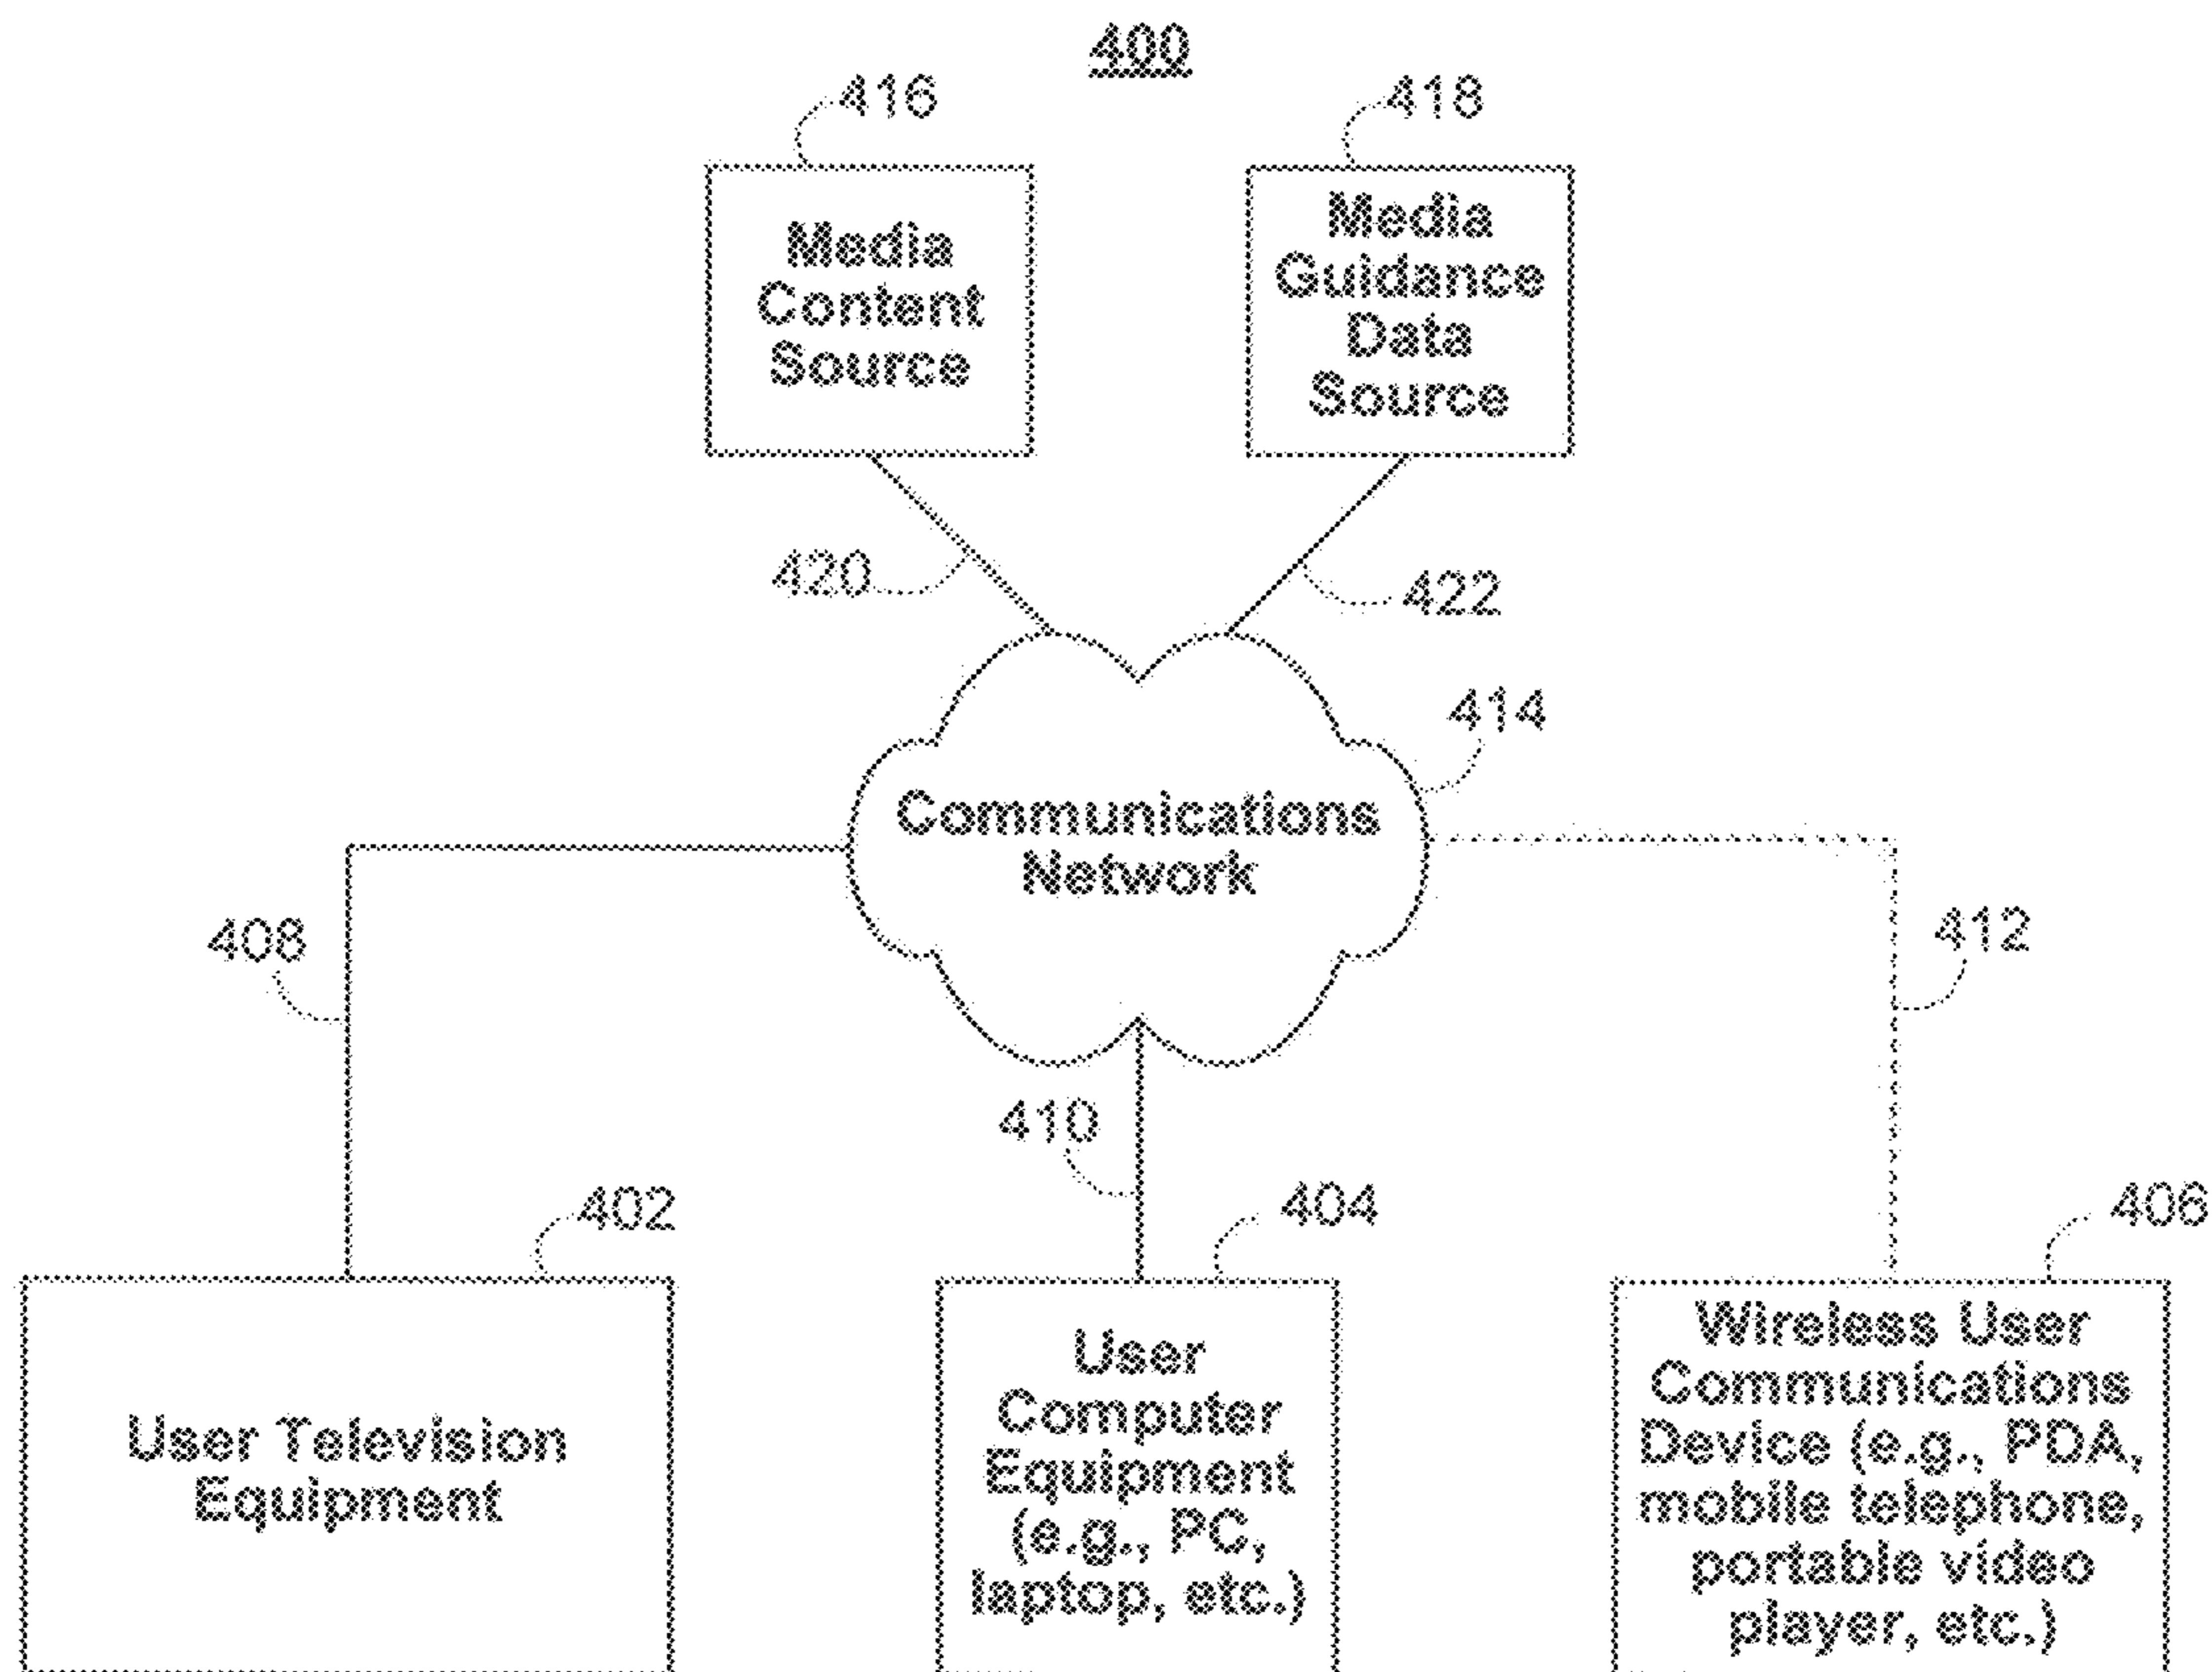 400
416
418
Media
Content
Source
Media
Guidance
Data
Source
420
422
414
Communications
Network
408
412
410
402
404
406
User Television
Equipment
User
Computer
Equipment
(e.g., PC,
laptop, etc.)
Wireless User
Communications
Device (e.g., PDA,
mobile telephone,
portable video
player, etc.)